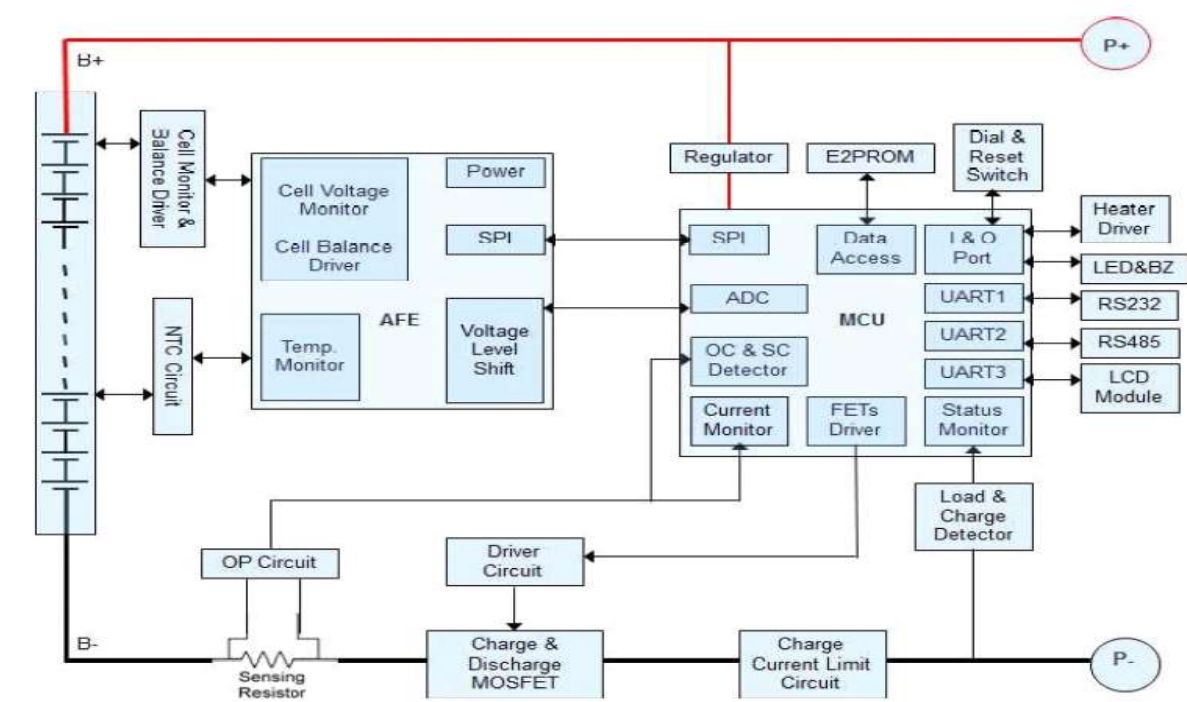 B+
P+
Cell Monitor &
Balance Driver
Regulator
E2PROM
Dial &
Reset
Switch
Cell Voltage
Monitor
Cell Balance
Driver
Power
SPI
SPI
Data
Access
I & O
Port
Heater
Driver
LED&BZ
ADC
UART1
RS232
NTC Circuit
Temp.
Monitor
AFE
Voltage
Level
Shift
MCU
OC & SC
Detector
UART2
RS485
UART3
LCD
Module
Current
Monitor
FETs
Driver
Status
Monitor
Load &
Charge
Detector
OP Circuit
Driver
Circuit
B-
Sensing
Resistor
Charge &
Discharge
MOSFET
Charge
Current Limit
Circuit
P-